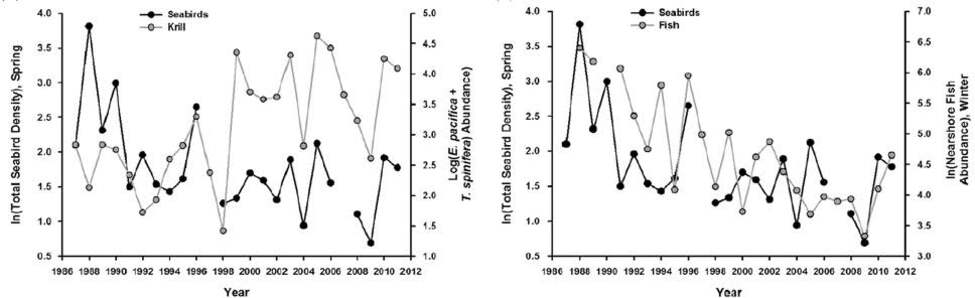 Seabirds
Krill
4.0
3.5
3.0
2.5
2.0
1.5
1.0
0.5
ln(Total Seabird Density), Spring
5.0
4.5
4.0
3.5
3.0
2.5
2.0
1.5
1.0
Log(E. pacifica +
T. spinifera) Abundance
1986 1988 1990 1992 1994 1996 1998 2000 2002 2004 2006 2008 2010 2012
Year
Seabirds
Fish
4.0
3.5
3.0
2.5
2.0
1.5
1.0
0.5
ln(Total Seabird Density), Spring
7.0
6.5
6.0
5.5
5.0
4.5
4.0
3.5
3.0
ln(Nearshore Fish
Abundance), Winter
1986 1988 1990 1992 1994 1996 1998 2000 2002 2004 2006 2008 2010 2012
Year